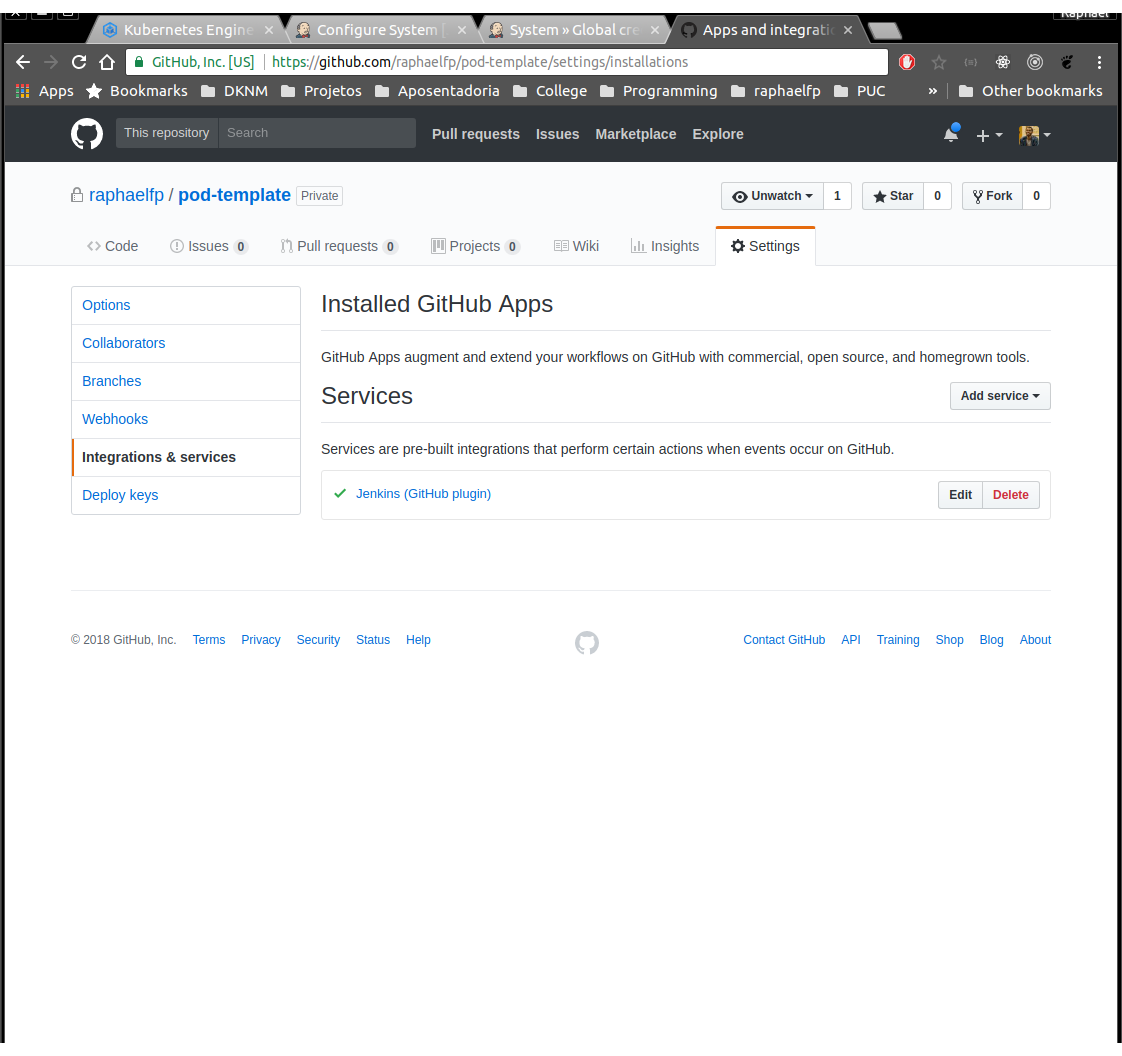 Raphael
Kubernetes Engine Configure System [ System » Global cre Apps and integratio
GitHub, Inc. [US] https://github.com/raphaelfp/pod-template/settings/installations
Apps Bookmarks DKNM Projetos Aposentadoria College Programming raphaelfp PUC » Other bookmarks
This repository Search Pull requests Issues Marketplace Explore
raphaelfp / pod-template Private Unwatch 1 Star 0 Fork 0
Code Issues 0 Pull requests 0 Projects 0 Wiki Insights Settings
Options
Collaborators
Branches
Webhooks
Integrations & services
Deploy keys
Installed GitHub Apps
GitHub Apps augment and extend your workflows on GitHub with commercial, open source, and homegrown tools.
Services Add service
Services are pre-built integrations that perform certain actions when events occur on GitHub.
Jenkins (GitHub plugin) Edit Delete
© 2018 GitHub, Inc. Terms Privacy Security Status Help Contact GitHub API Training Shop Blog About